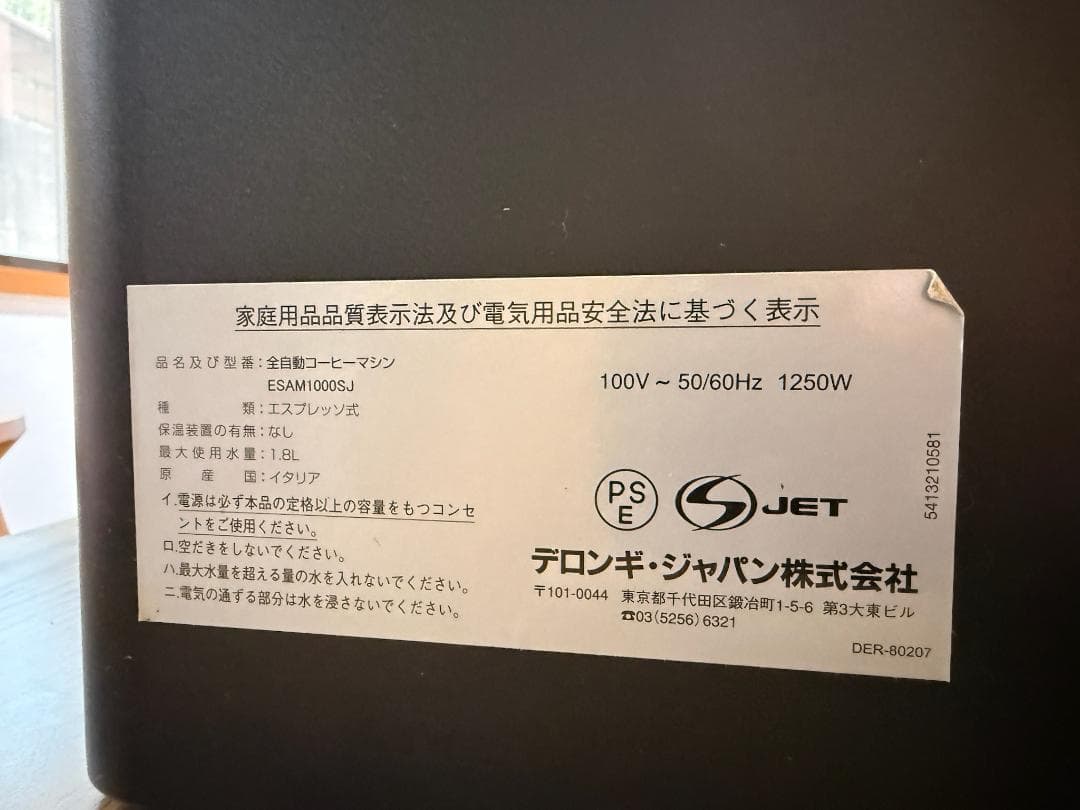 家庭用品品質表示法及び電気用品安全法に基づく表示
品名及び型番：全自動コーヒーマシン
ESAM1000SJ
100V ~ 50/60Hz 1250W
種　　　　類：エスプレッソ式
保温装置の有無：なし
最大使用水量：1.8L
原　産　国：イタリア
イ.電源は必ず本品の定格以上の容量をもつコンセ
ントをご使用ください。
ロ.空だきをしないでください。
ハ.最大水量を超える量の水を入れないでください。
ニ.電気の通ずる部分は水を浸さないでください。
PS
E
S JET
デロンギ・ジャパン株式会社
〒101-0044 東京都千代田区鍛冶町1-5-6 第3大東ビル
☎03(5256)6321
DER-80207
5413210581